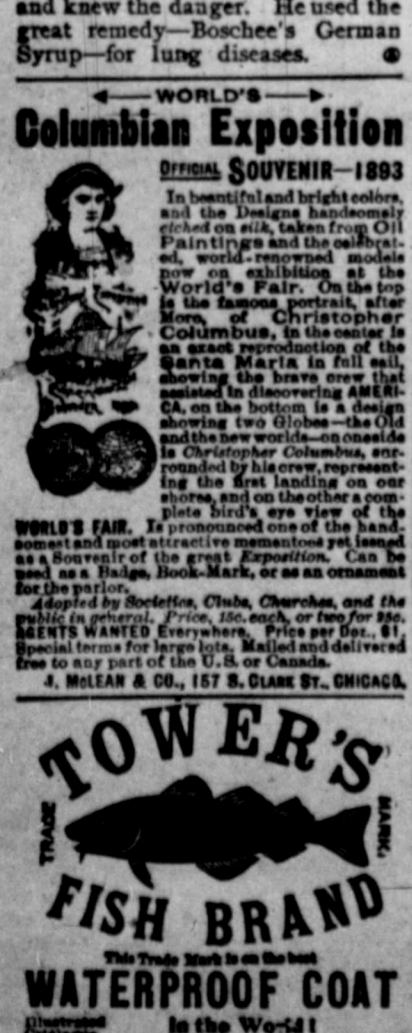 and knew the danger. He used the
great remedy—Boschee's German
Syrup—for lung diseases.
WORLD'S
Columbian Exposition
OFFICIAL SOUVENIR—1893
In beautiful and bright colors,
and the Designs handsomely
etched on silk, taken from Oil
Paintings and the celebrat-
ed, world-renowned models
now on exhibition at the
World's Fair. On the top
is the famous portrait, after
More, of Christopher
Columbus, in the center is
an exact reproduction of the
Santa Maria in full sail,
showing the brave crew that
assisted in discovering AMERI-
CA, on the bottom is a design
showing two Globes—the Old
and the new worlds—on one side
is Christopher Columbus, sur-
rounded by his crew, represent-
ing the first landing on our
shores, and on the other a com-
plete bird's eye view of the
WORLD'S FAIR. Is pronounced one of the hand-
somest and most attractive mementoes yet issued
as a Souvenir of the great Exposition. Can be
used as a Badge, Book-Mark, or as an ornament
for the parlor.
Adopted by Societies, Clubs, Churches, and the
public in general. Price, 15c. each, or two for 25c.
AGENTS WANTED Everywhere. Price per Doz., $1.
Special terms for large lots. Mailed and delivered
free to any part of the U.S. or Canada.
J. McLEAN & CO., 157 S. CLARK ST., CHICAGO.
TOWER'S
TRADE MARK.
FISH BRAND
This Trade Mark is on the best
WATERPROOF COAT
Illustrated
In the World!